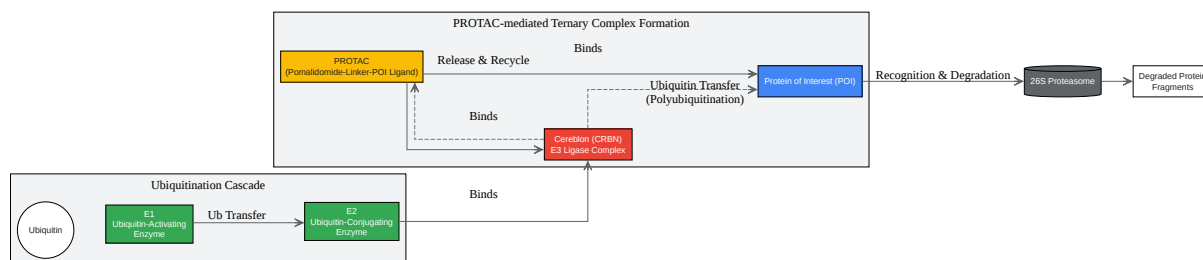 PROTAC-mediated Ternary Complex Formation
PROTAC
(Pomalidomide-Linker-POI Ligand)
Binds
Release & Recycle
Protein of Interest (POI)
Recognition & Degradation
26S Proteasome
Degraded Protein
Fragments
Ubiquitin Transfer
(Polyubiquitination)
Binds
Cereblon (CRBN)
E3 Ligase Complex
Ubiquitination Cascade
Binds
Ubiquitin
E1
Ubiquitin-Activating
Enzyme
Ub Transfer
E2
Ubiquitin-Conjugating
Enzyme